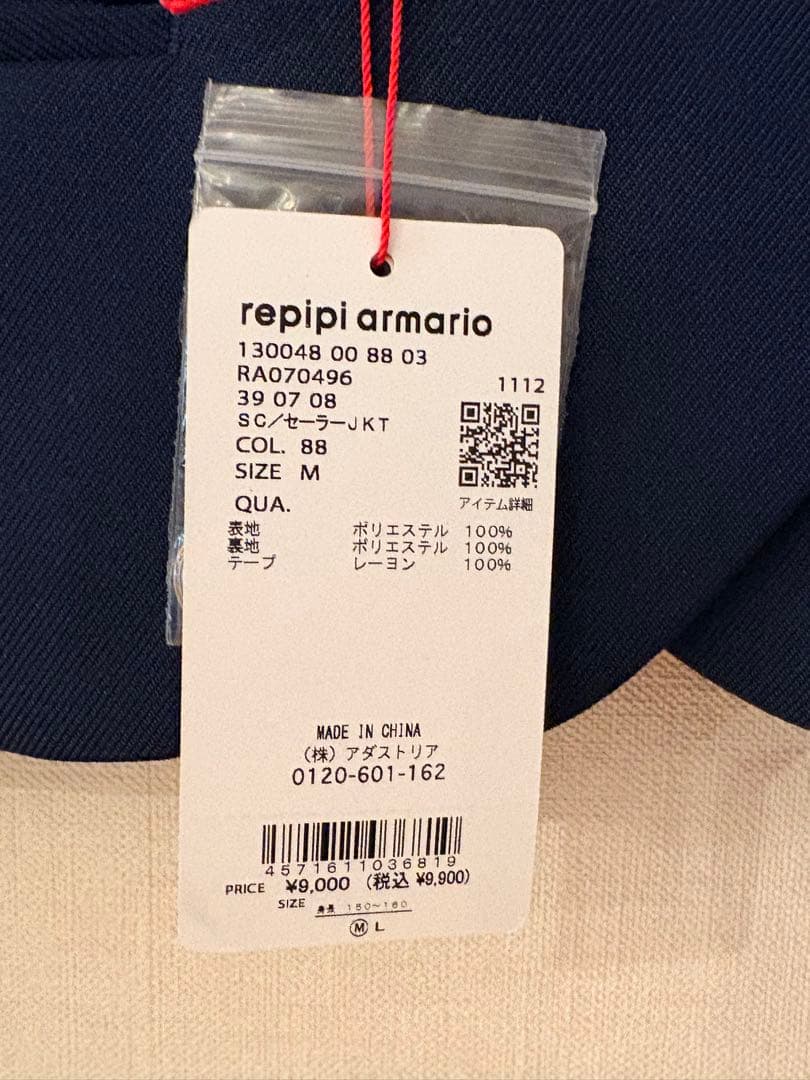 repipi armario
130048 00 88 03
RA070496
1112
39 07 08
SC／セーラーJKT
COL. 88
SIZE M
QUA.
アイテム詳細
表地 ポリエステル 100%
裏地 ポリエステル 100%
テープ レーヨン 100%
MADE IN CHINA
（株）アダストリア
0120-601-162
4571611036819
PRICE ¥9,000 （税込 ¥9,900）
SIZE 身長 150~160
Ⓜ L